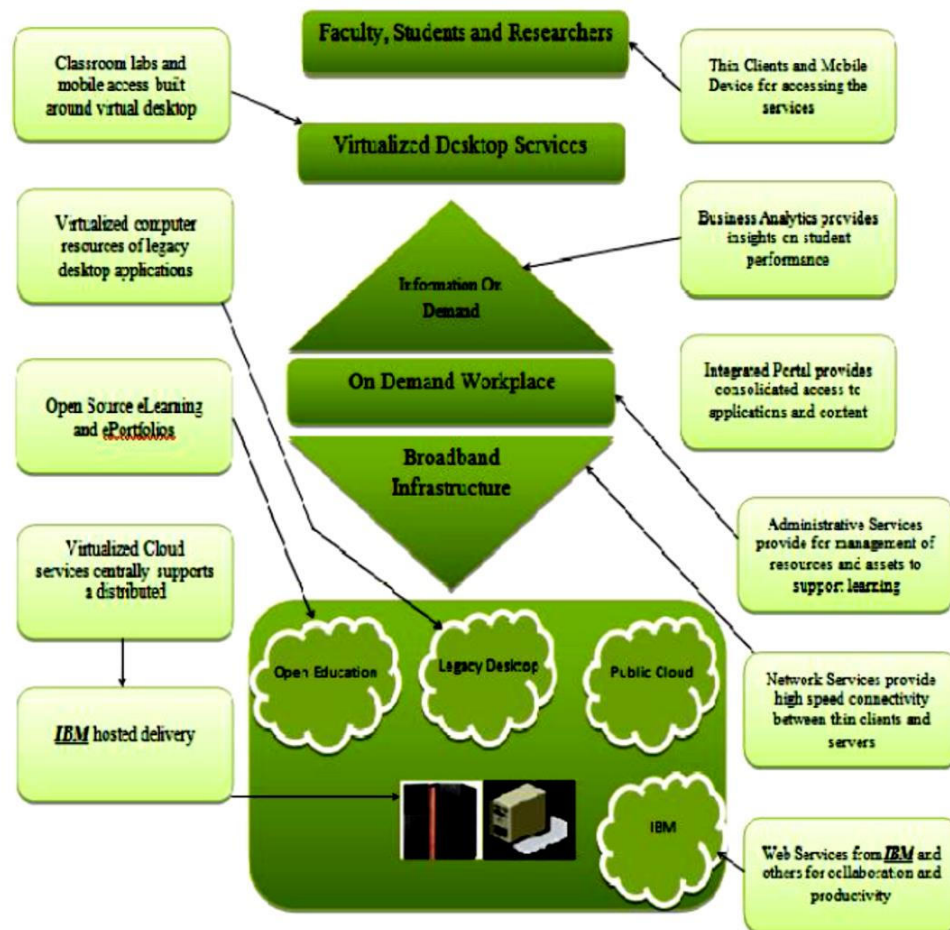 Faculty, Students and Researchers
Classroom labs and
mobile access built
around virtual desktop
Thin Clients and Mobile
Device for accessing the
services
Virtualized Desktop Services
Virtualized computer
resources of legacy
desktop applications
Business Analytics provides
insights on student
performance
Information On
Demand
On Demand Workplace
Integrated Portal provides
consolidated access to
applications and content
Open Source eLearning
and ePortfolios
Broadband
Infrastructure
Administrative Services
provide for management of
resources and assets to
support learning
Virtualized Cloud
services centrally supports
a distributed
Open Education
Legacy Desktop
Public Cloud
Network Services provide
high speed connectivity
between thin clients and
servers
IBM hosted delivery
IBM
Web Services from IBM and
others for collaboration and
productivity